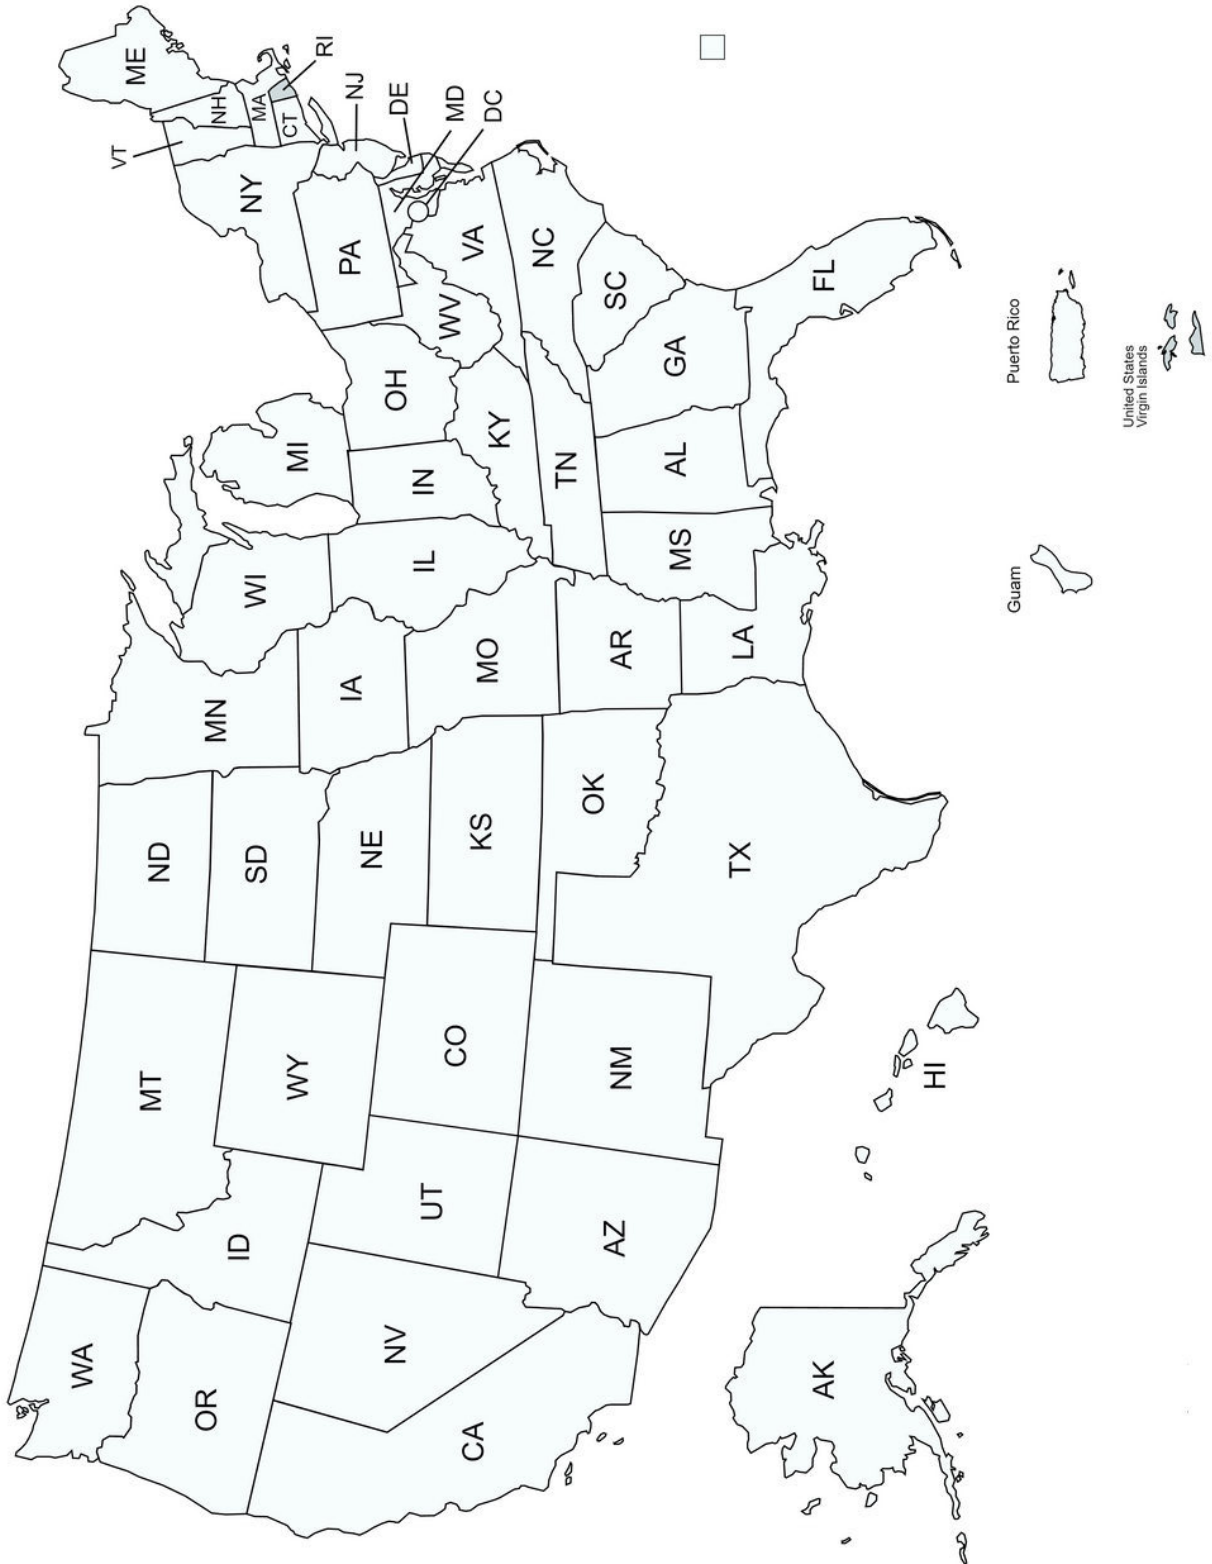 WA
OR
CA
NV
ID
MT
WY
UT
AZ
CO
NM
ND
SD
NE
KS
OK
TX
MN
IA
MO
AR
LA
WI
IL
MS
MI
IN
KY
TN
AL
OH
WV
GA
FL
SC
NC
VA
PA
NY
VT
NH
ME
MA
CT
RI
NJ
DE
MD
DC
AK
HI
Guam
Puerto Rico
United States
Virgin Islands